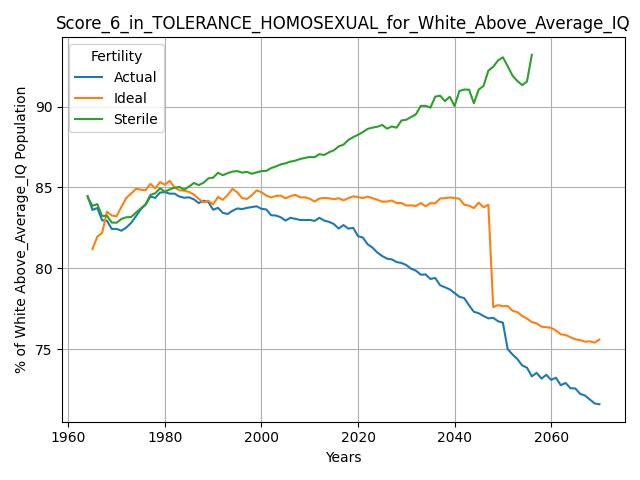 Score_6_in_TOLERANCE_HOMOSEXUAL_for_White_Above_Average_IQ
Fertility
Actual
Ideal
Sterile
% of White Above_Average_IQ Population
90
85
80
75
1960
1980
2000
2020
2040
2060
Years